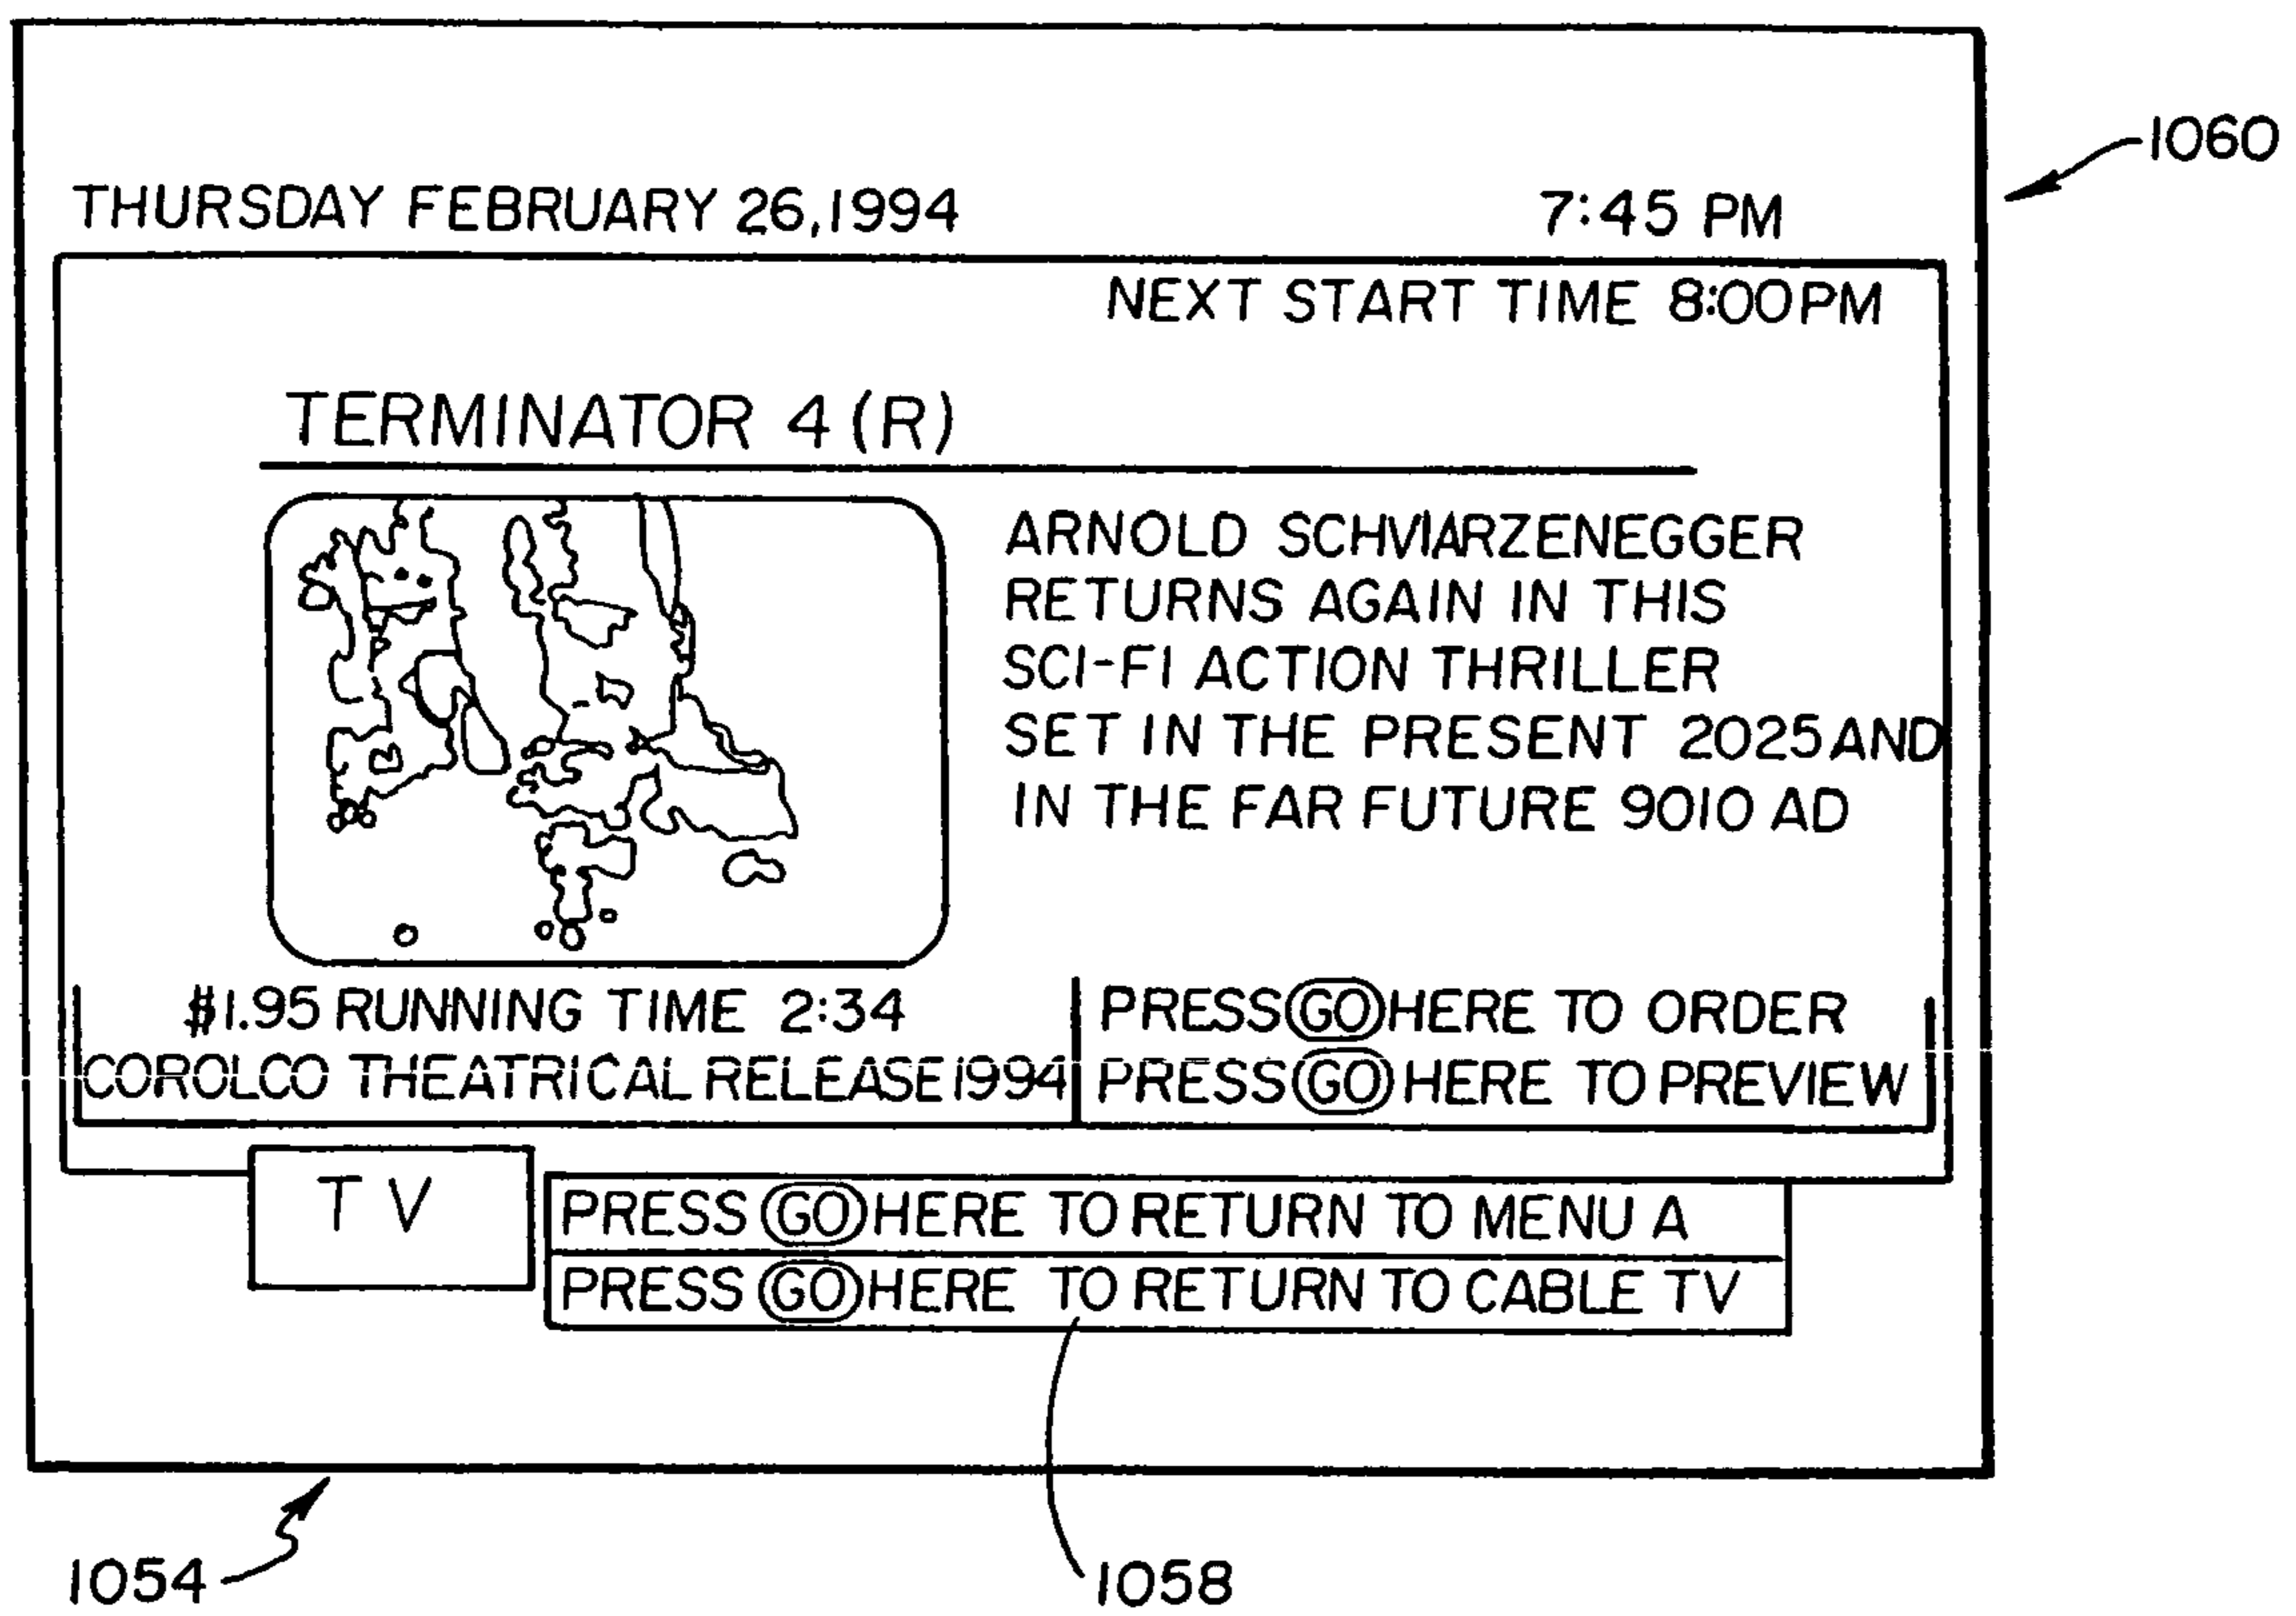 1060
THURSDAY FEBRUARY 26,1994 7:45 PM
NEXT START TIME 8:00PM
TERMINATOR 4 (R)
ARNOLD SCHVIARZENEGGER
RETURNS AGAIN IN THIS
SCI-FI ACTION THRILLER
SET IN THE PRESENT 2025 AND
IN THE FAR FUTURE 9010 AD
$1.95 RUNNING TIME 2:34
COROLCO THEATRICAL RELEASE 1994
PRESS GO HERE TO ORDER
PRESS GO HERE TO PREVIEW
TV
PRESS GO HERE TO RETURN TO MENU A
PRESS GO HERE TO RETURN TO CABLE TV
1054
1058